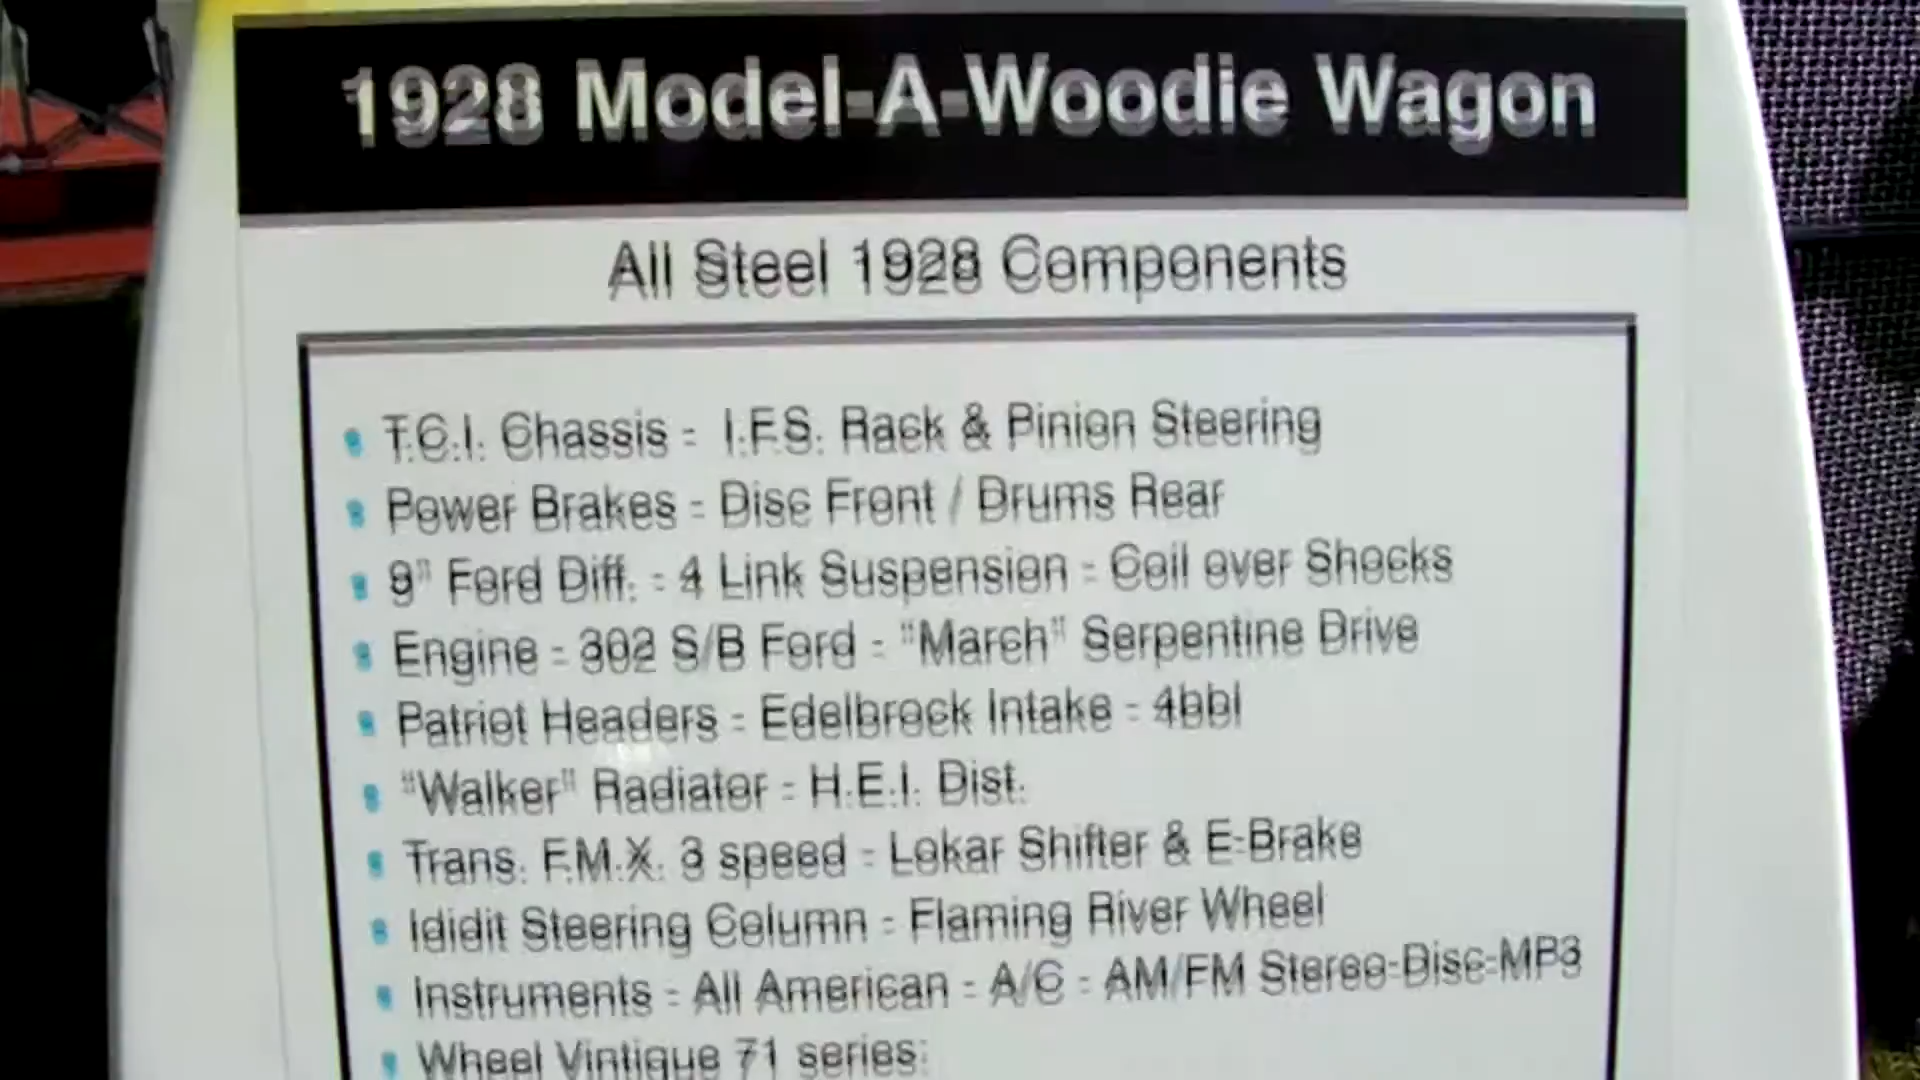 1928 Model-A-Woodie Wagon
All Steel 1928 Components
• T.C.I. Chassis - I.F.S. Rack & Pinion Steering
• Power Brakes - Disc Front / Drums Rear
• 9" Ford Diff. - 4 Link Suspension - Coil over Shocks
• Engine - 302 S/B Ford - "March" Serpentine Drive
• Patriot Headers - Edelbrock Intake - 4bbl
• "Walker" Radiator - H.E.I. Dist.
• Trans. F.M.X. 3 speed - Lokar Shifter & E-Brake
• Ididit Steering Column - Flaming River Wheel
• Instruments - All American - A/C - AM/FM Stereo-Disc-MP3
• Wheel Vintique 71 series: